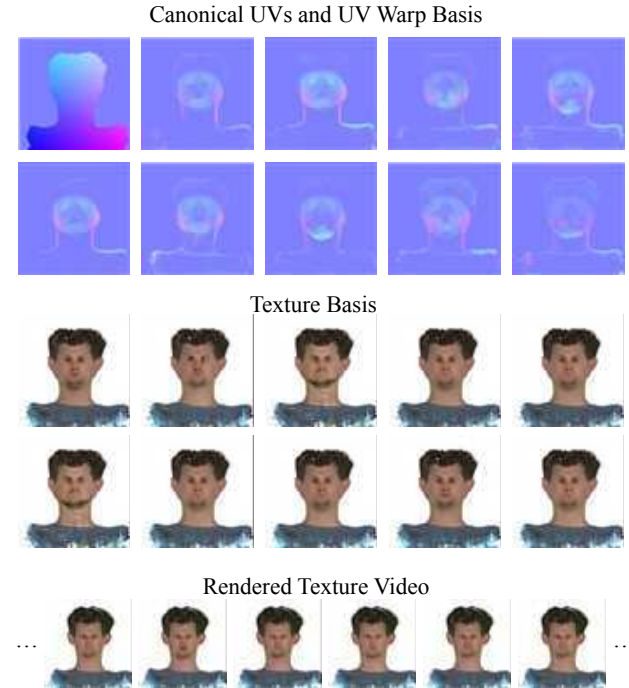 Canonical UVs and UV Warp Basis
Texture Basis
Rendered Texture Video
... ..